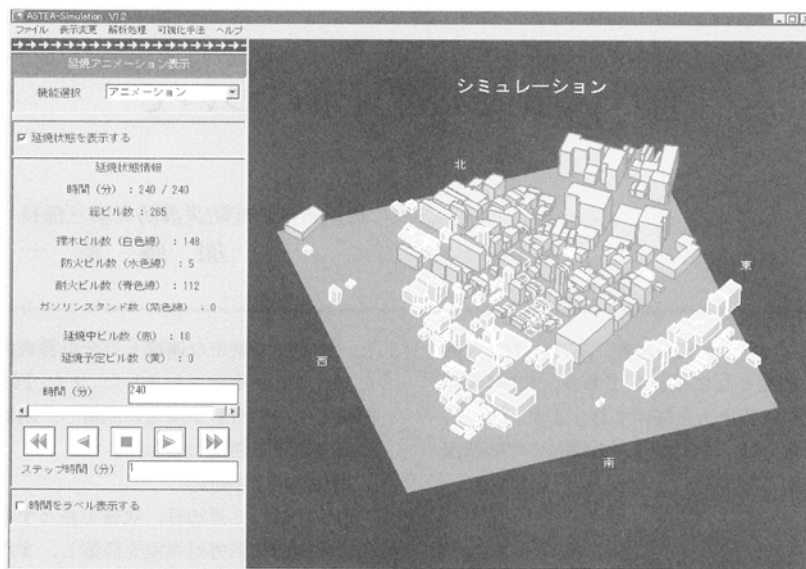 ASTEA-Simulation V1.2
ファイル 表示変更 解析処理 可視化手法 ヘルプ
延焼アニメーション表示
機能選択 アニメーション
延焼状態を表示する
延焼状態情報
時間（分） : 240 / 240
総ビル数 : 265
裸木ビル数（白色線） : 148
防火ビル数（水色線） : 5
耐火ビル数（青色線） : 112
ガソリンスタンド数（茶色線） : 0
延焼中ビル数（赤） : 18
延焼予定ビル数（黄） : 0
時間（分） 240
ステップ時間（分） 1
時間をラベル表示する
シミュレーション
北
東
西
南